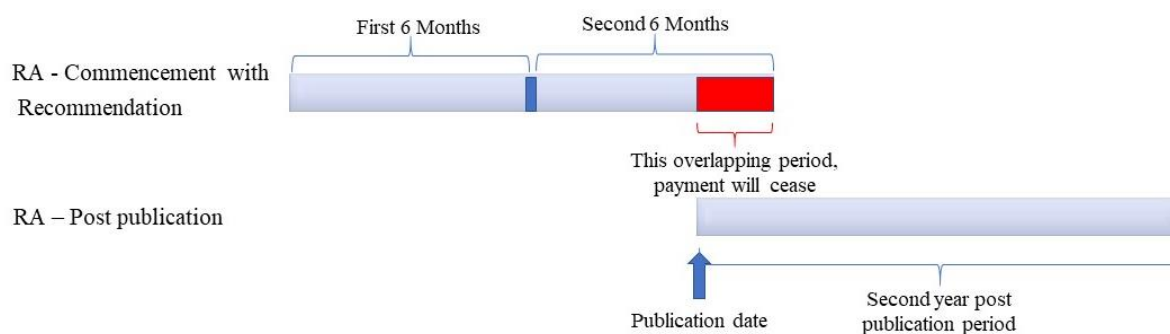 First 6 Months
Second 6 Months
RA - Commencement with
Recommendation
This overlapping period,
payment will cease
RA – Post publication
Publication date
Second year post
publication period